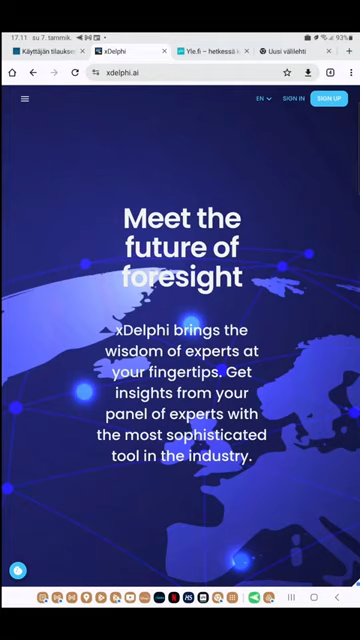 17.11 su 7. tammik.
93%
Käyttäjän tilaukset
xDelphi
Yle.fi – hetkessä k
Uusi välilehti
xdelphi.ai
EN
SIGN IN
SIGN UP
Meet the
future of
foresight
xDelphi brings the
wisdom of experts at
your fingertips. Get
insights from your
panel of experts with
the most sophisticated
tool in the industry.